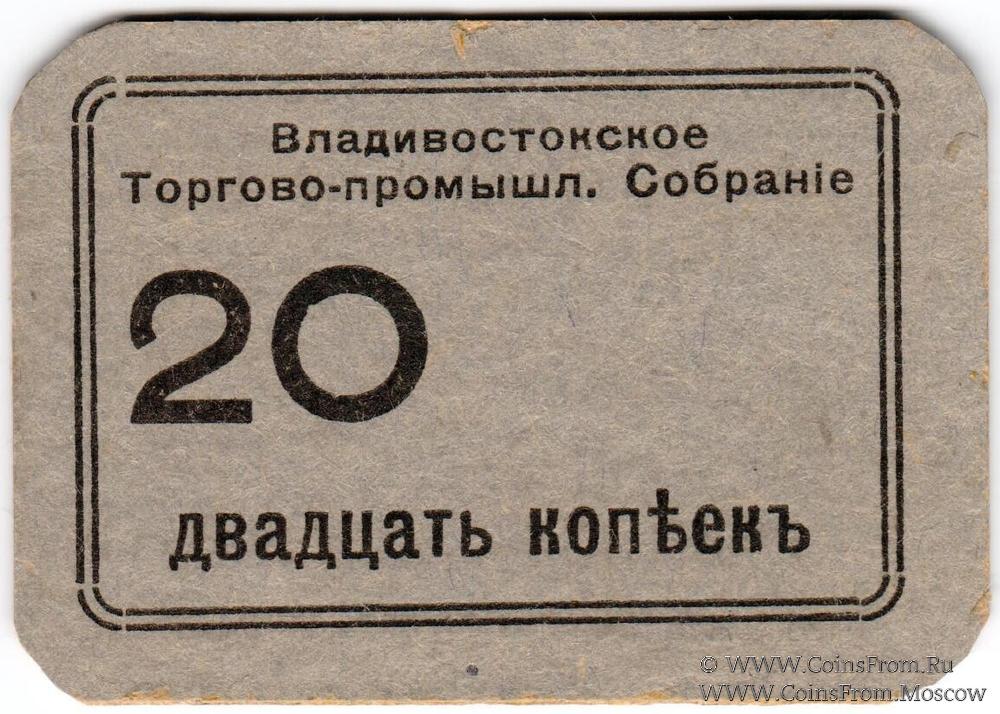 Владивостокское
Торгово-промышл. Собранiе
20
двадцать копѣекъ
© WWW.CoinsFrom.Ru
WWW.CoinsFrom.Moscow